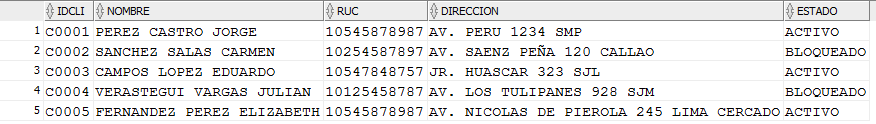 IDCLI NOMBRE RUC DIRECCION ESTADO
1 C0001 PEREZ CASTRO JORGE 10545878987 AV. PERU 1234 SMP ACTIVO
2 C0002 SANCHEZ SALAS CARMEN 10254587897 AV. SAENZ PEÑA 120 CALLAO BLOQUEADO
3 C0003 CAMPOS LOPEZ EDUARDO 10547848757 JR. HUASCAR 323 SJL ACTIVO
4 C0004 VERASTEGUI VARGAS JULIAN 10125458787 AV. LOS TULIPANES 928 SJM BLOQUEADO
5 C0005 FERNANDEZ PEREZ ELIZABETH 10545878987 AV. NICOLAS DE PIEROLA 245 LIMA CERCADO ACTIVO